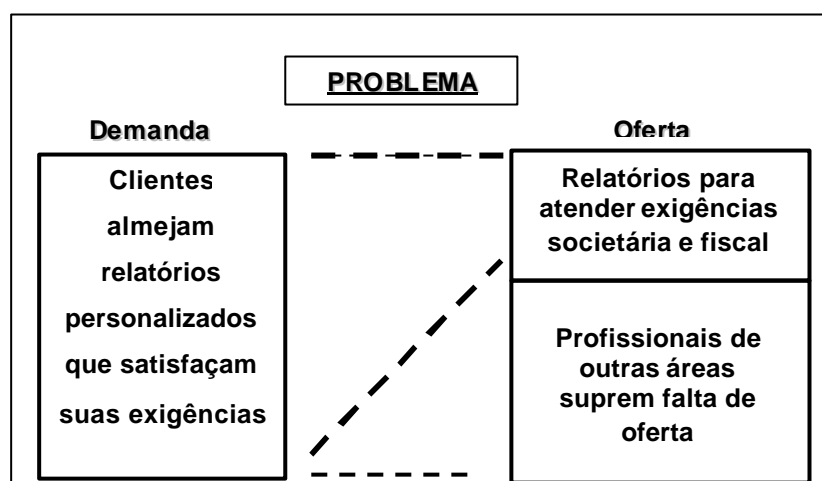 PROBLEMA
Demanda
Clientes
almejam
relatórios
personalizados
que satisfaçam
suas exigências
Oferta
Relatórios para
atender exigências
societária e fiscal
Profissionais de
outras áreas
suprem falta de
oferta